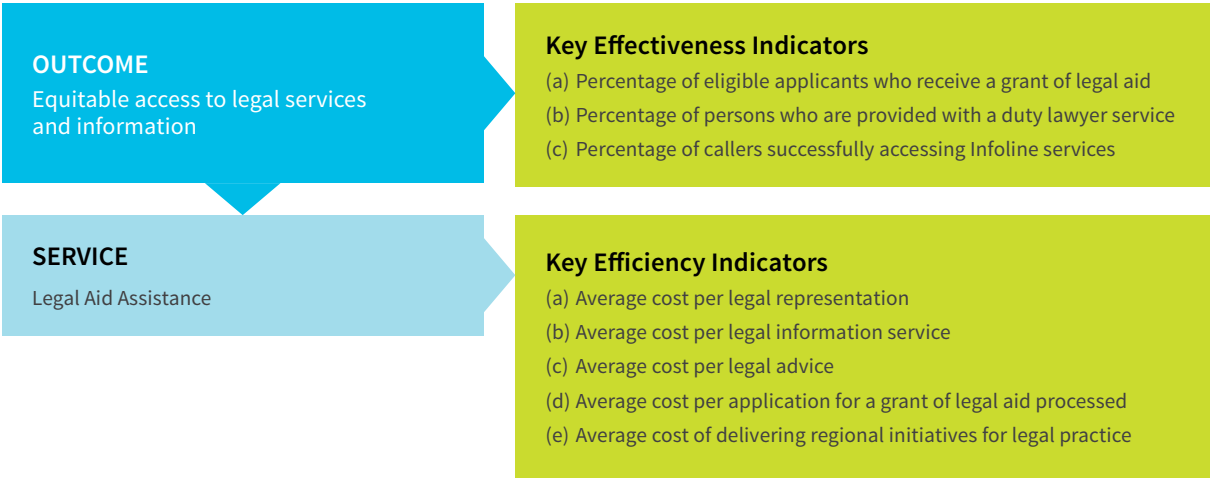 OUTCOME
Equitable access to legal services
and information
Key Effectiveness Indicators
(a) Percentage of eligible applicants who receive a grant of legal aid
(b) Percentage of persons who are provided with a duty lawyer service
(c) Percentage of callers successfully accessing Infoline services
SERVICE
Legal Aid Assistance
Key Efficiency Indicators
(a) Average cost per legal representation
(b) Average cost per legal information service
(c) Average cost per legal advice
(d) Average cost per application for a grant of legal aid processed
(e) Average cost of delivering regional initiatives for legal practice